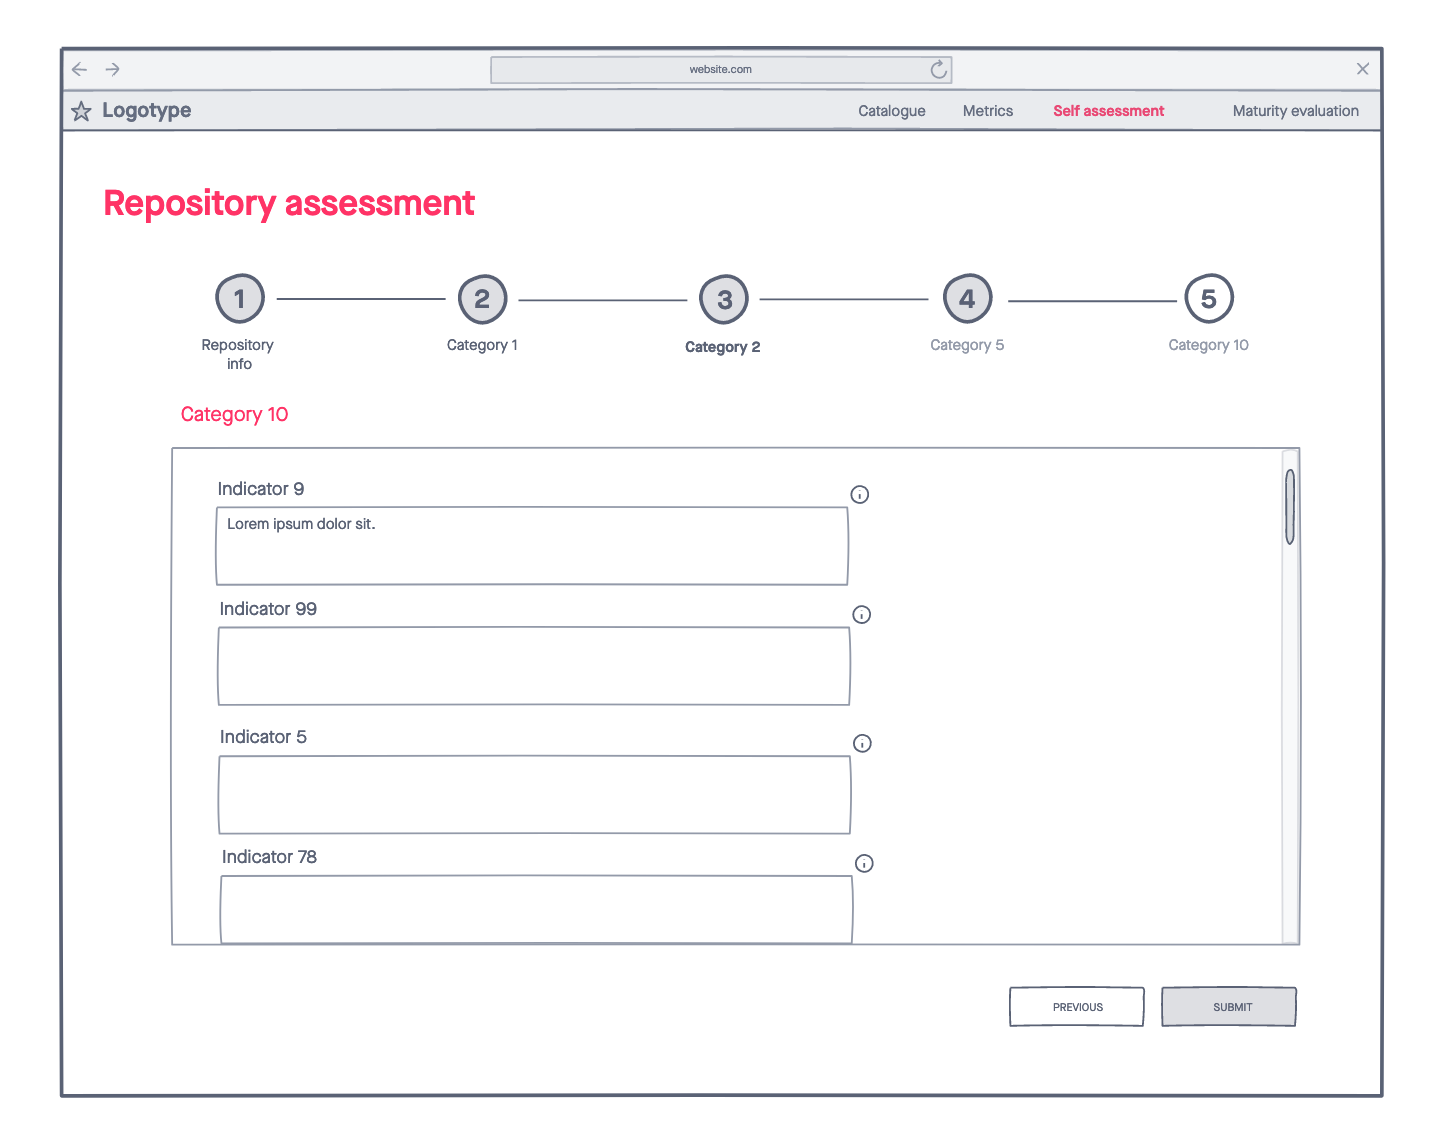 website.com
Logotype
Catalogue Metrics Self assessment Maturity evaluation
Repository assessment
1 2 3 4 5
Repository info Category 1 Category 2 Category 5 Category 10
Category 10
Indicator 9
Lorem ipsum dolor sit.
Indicator 99
Indicator 5
Indicator 78
PREVIOUS SUBMIT